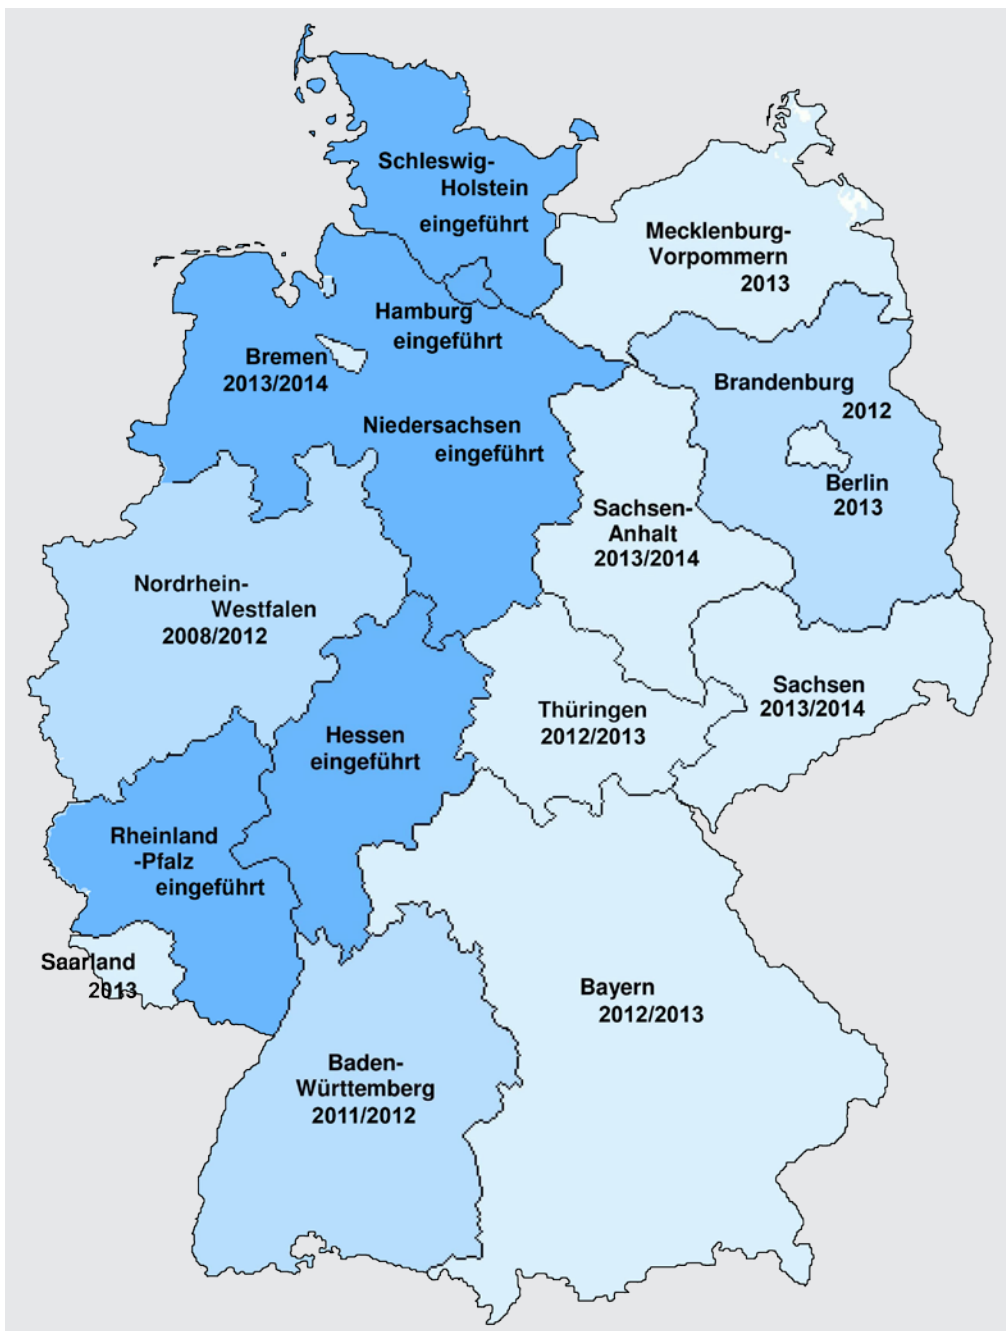 Schleswig-
Holstein
eingeführt
Mecklenburg-
Vorpommern
2013
Hamburg
eingeführt
Bremen
2013/2014
Brandenburg
2012
Niedersachsen
eingeführt
Berlin
2013
Sachsen-
Anhalt
2013/2014
Nordrhein-
Westfalen
2008/2012
Sachsen
2013/2014
Thüringen
2012/2013
Hessen
eingeführt
Rheinland
-Pfalz
eingeführt
Saarland
2013
Bayern
2012/2013
Baden-
Württemberg
2011/2012